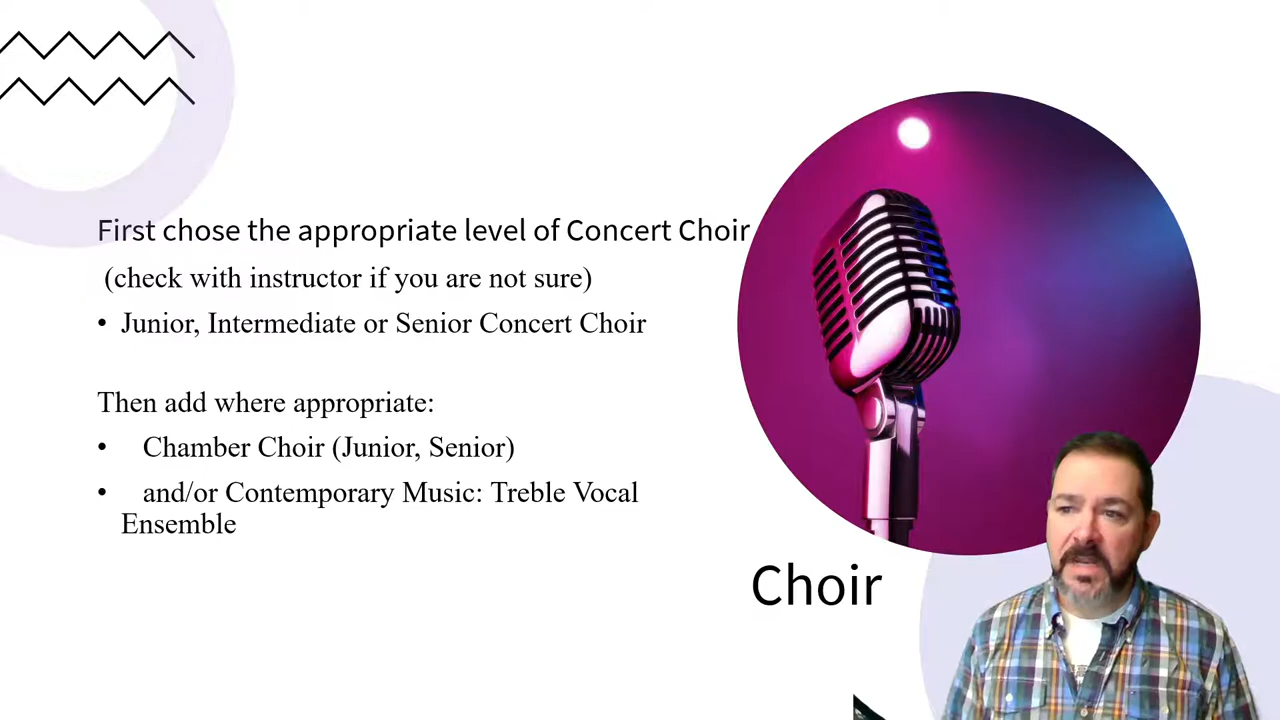 First chose the appropriate level of Concert Choir
(check with instructor if you are not sure)
• Junior, Intermediate or Senior Concert Choir
Then add where appropriate:
• Chamber Choir (Junior, Senior)
• and/or Contemporary Music: Treble Vocal
Ensemble
Choir